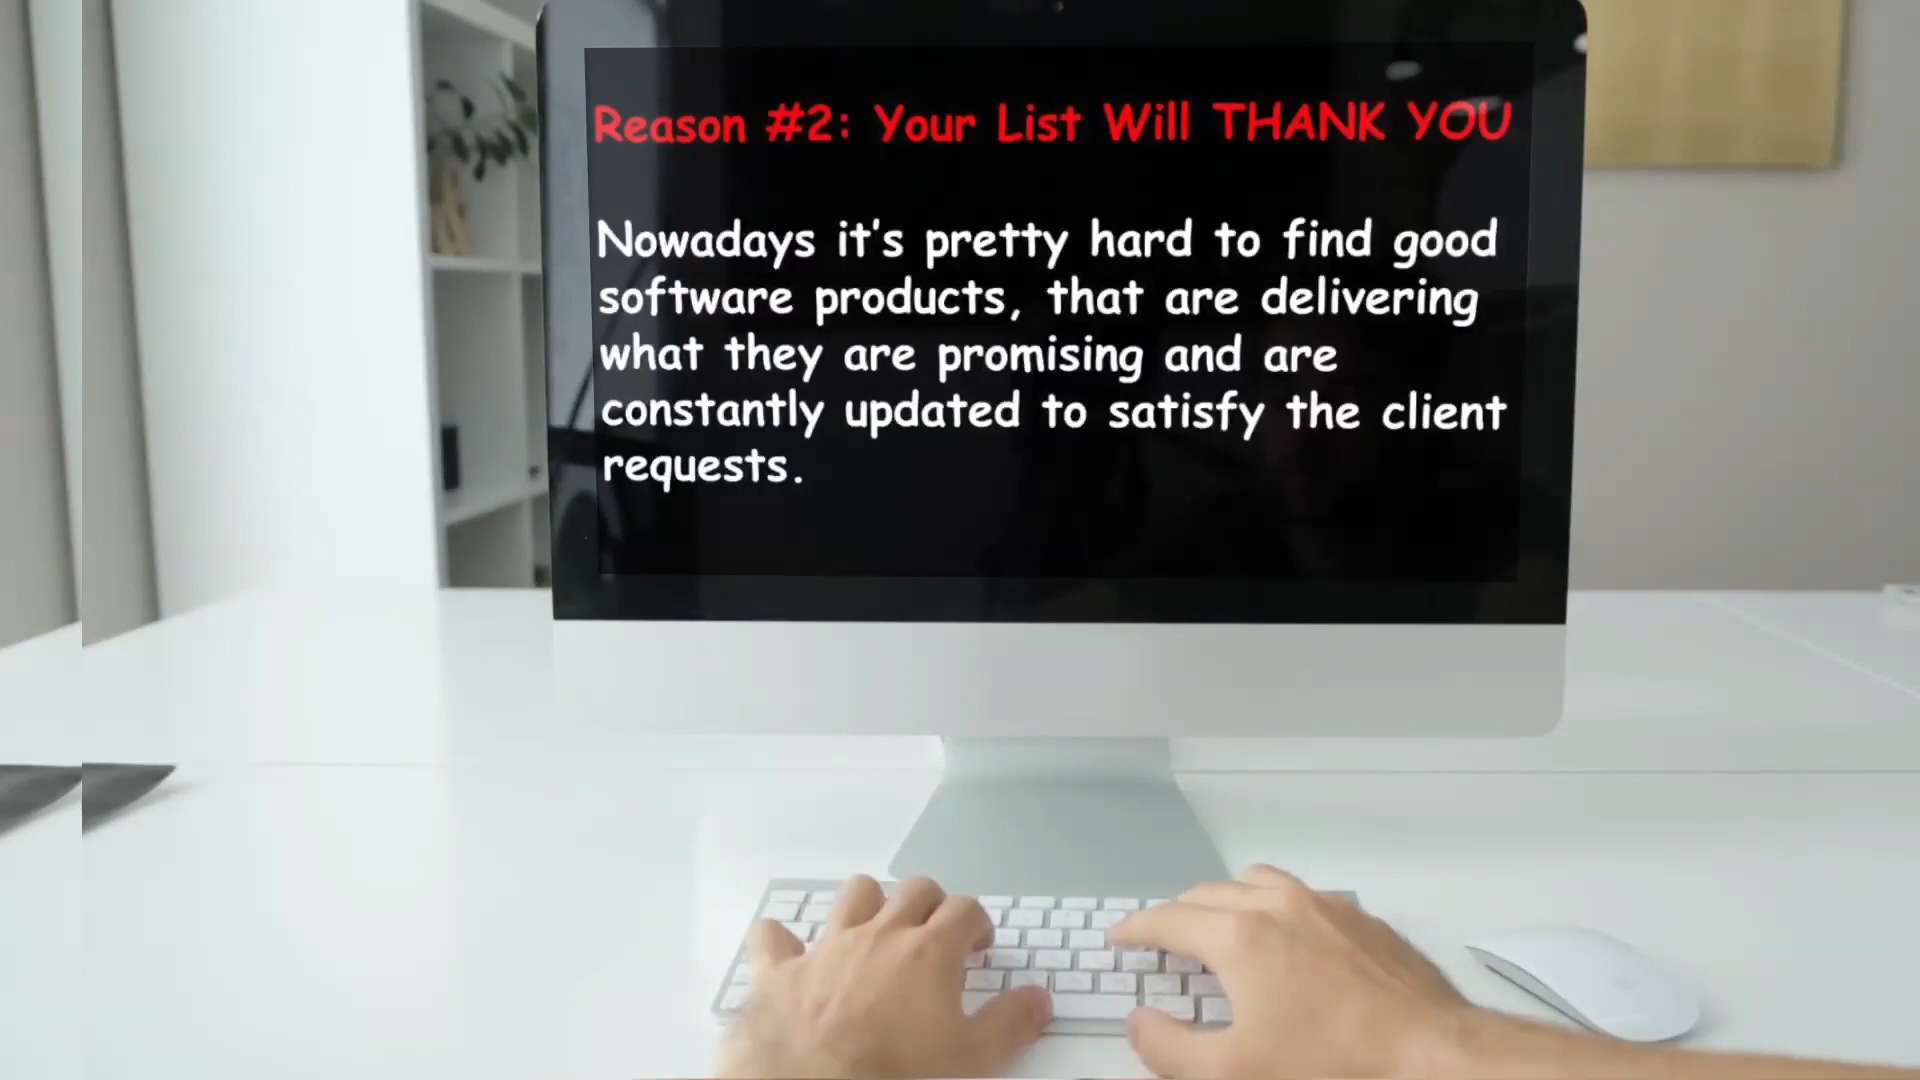 Reason #2: Your List Will THANK YOU
Nowadays it's pretty hard to find good
software products, that are delivering
what they are promising and are
constantly updated to satisfy the client
requests.